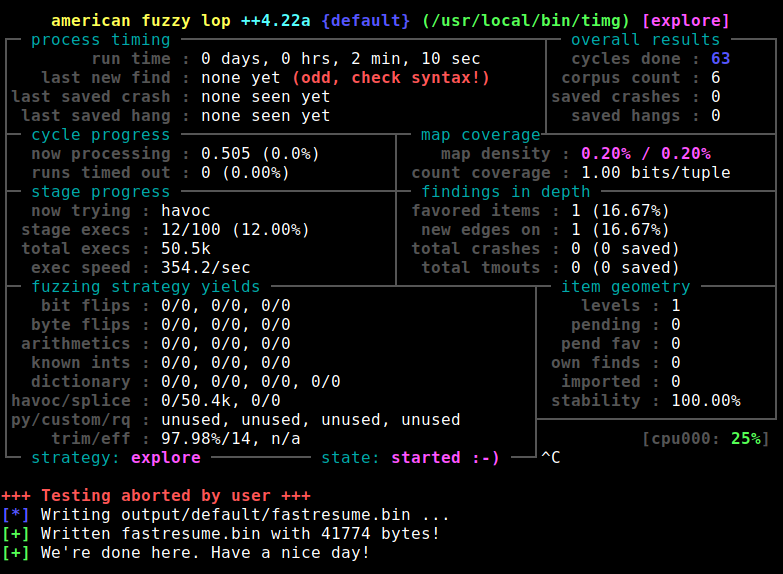 american fuzzy lop ++4.22a {default} (/usr/local/bin/timg) [explore]
process timing overall results
run time : 0 days, 0 hrs, 2 min, 10 sec cycles done : 63
last new find : none yet (odd, check syntax!) corpus count : 6
last saved crash : none seen yet saved crashes : 0
last saved hang : none seen yet saved hangs : 0
cycle progress map coverage
now processing : 0.505 (0.0%) map density : 0.20% / 0.20%
runs timed out : 0 (0.00%) count coverage : 1.00 bits/tuple
stage progress findings in depth
now trying : havoc favored items : 1 (16.67%)
stage execs : 12/100 (12.00%) new edges on : 1 (16.67%)
total execs : 50.5k total crashes : 0 (0 saved)
exec speed : 354.2/sec total tmouts : 0 (0 saved)
fuzzing strategy yields item geometry
bit flips : 0/0, 0/0, 0/0 levels : 1
byte flips : 0/0, 0/0, 0/0 pending : 0
arithmetics : 0/0, 0/0, 0/0 pend fav : 0
known ints : 0/0, 0/0, 0/0 own finds : 0
dictionary : 0/0, 0/0, 0/0, 0/0 imported : 0
havoc/splice : 0/50.4k, 0/0 stability : 100.00%
py/custom/rq : unused, unused, unused, unused
trim/eff : 97.98%/14, n/a [cpu000: 25%]
strategy: explore state: started :-) ^C
+++ Testing aborted by user +++
[*] Writing output/default/fastresume.bin ...
[+] Written fastresume.bin with 41774 bytes!
[+] We're done here. Have a nice day!